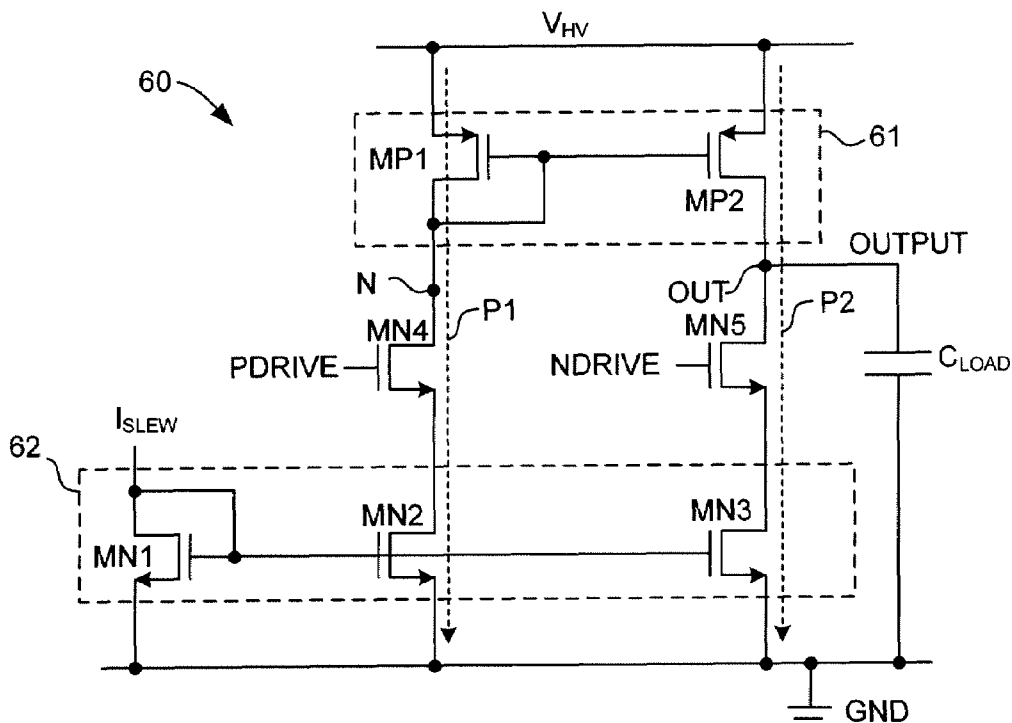 V_HV
60
61
MP1
MP2
OUTPUT
N
OUT
P2
P1
MN4
MN5
PDRIVE
NDRIVE
C_LOAD
I_SLEW
62
MN2
MN3
MN1
GND